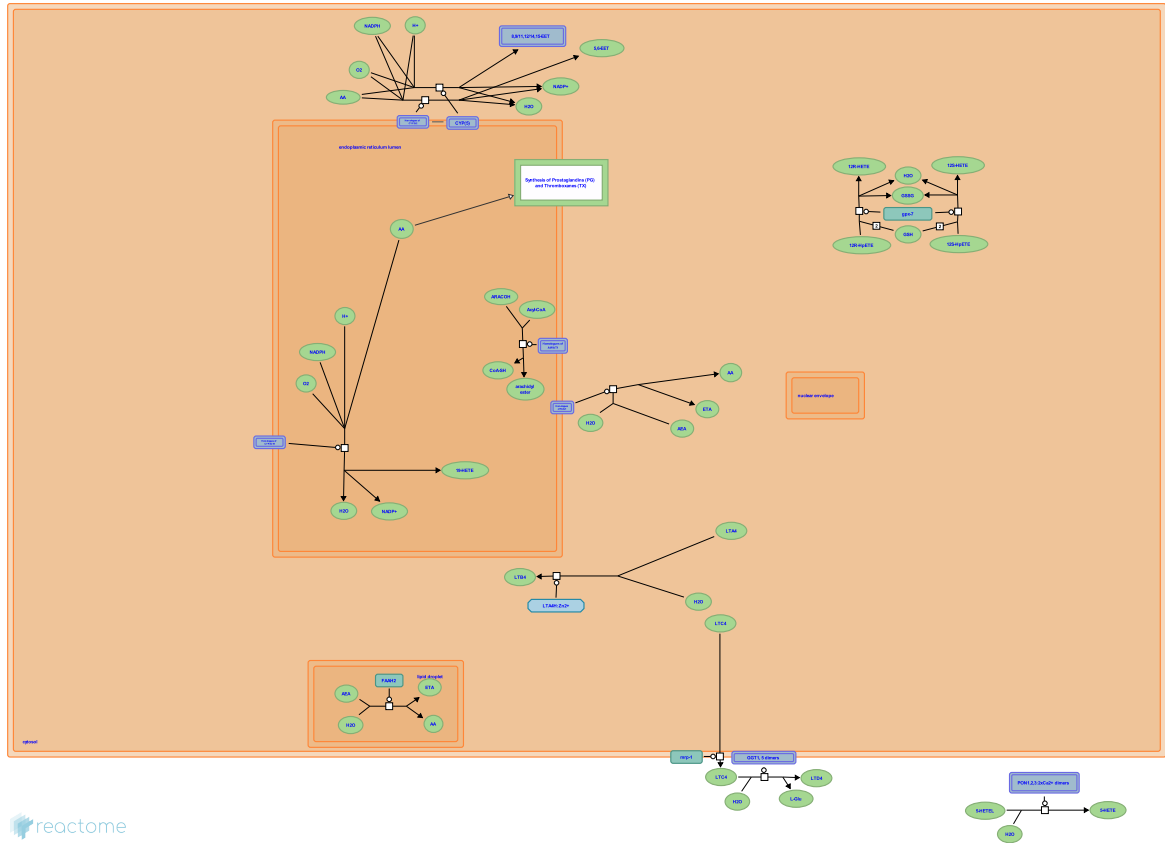 NADPH
H+
5,6/11,12/14,15-EET
5,6-EET
O2
AA
NADP+
H2O
CYP(5)
endoplasmic reticulum lumen
Synthesis of Prostaglandins (PG)
and Thromboxanes (TX)
12R-HETE
12S-HETE
H2O
GSSG
gpx-7
2
2
GSH
12R-HpETE
12S-HpETE
AA
ARACOH
Acyl-CoA
H+
NADPH
O2
CoA-SH
arachidyl
ester
AA
ETA
H2O
AEA
nuclear envelope
H2O
NADP+
LTA4
LTB4
LTA4H:Zn2+
H2O
LTC4
FAAH2
lipid droplet
AEA
ETA
H2O
AA
cytosol
mrp-1
GGT1, 5 dimers
LTC4
LTD4
H2O
L-Glu
PON1,2,3:2xCa2+ dimers
5-HETEL
5-HETE
H2O
reactome